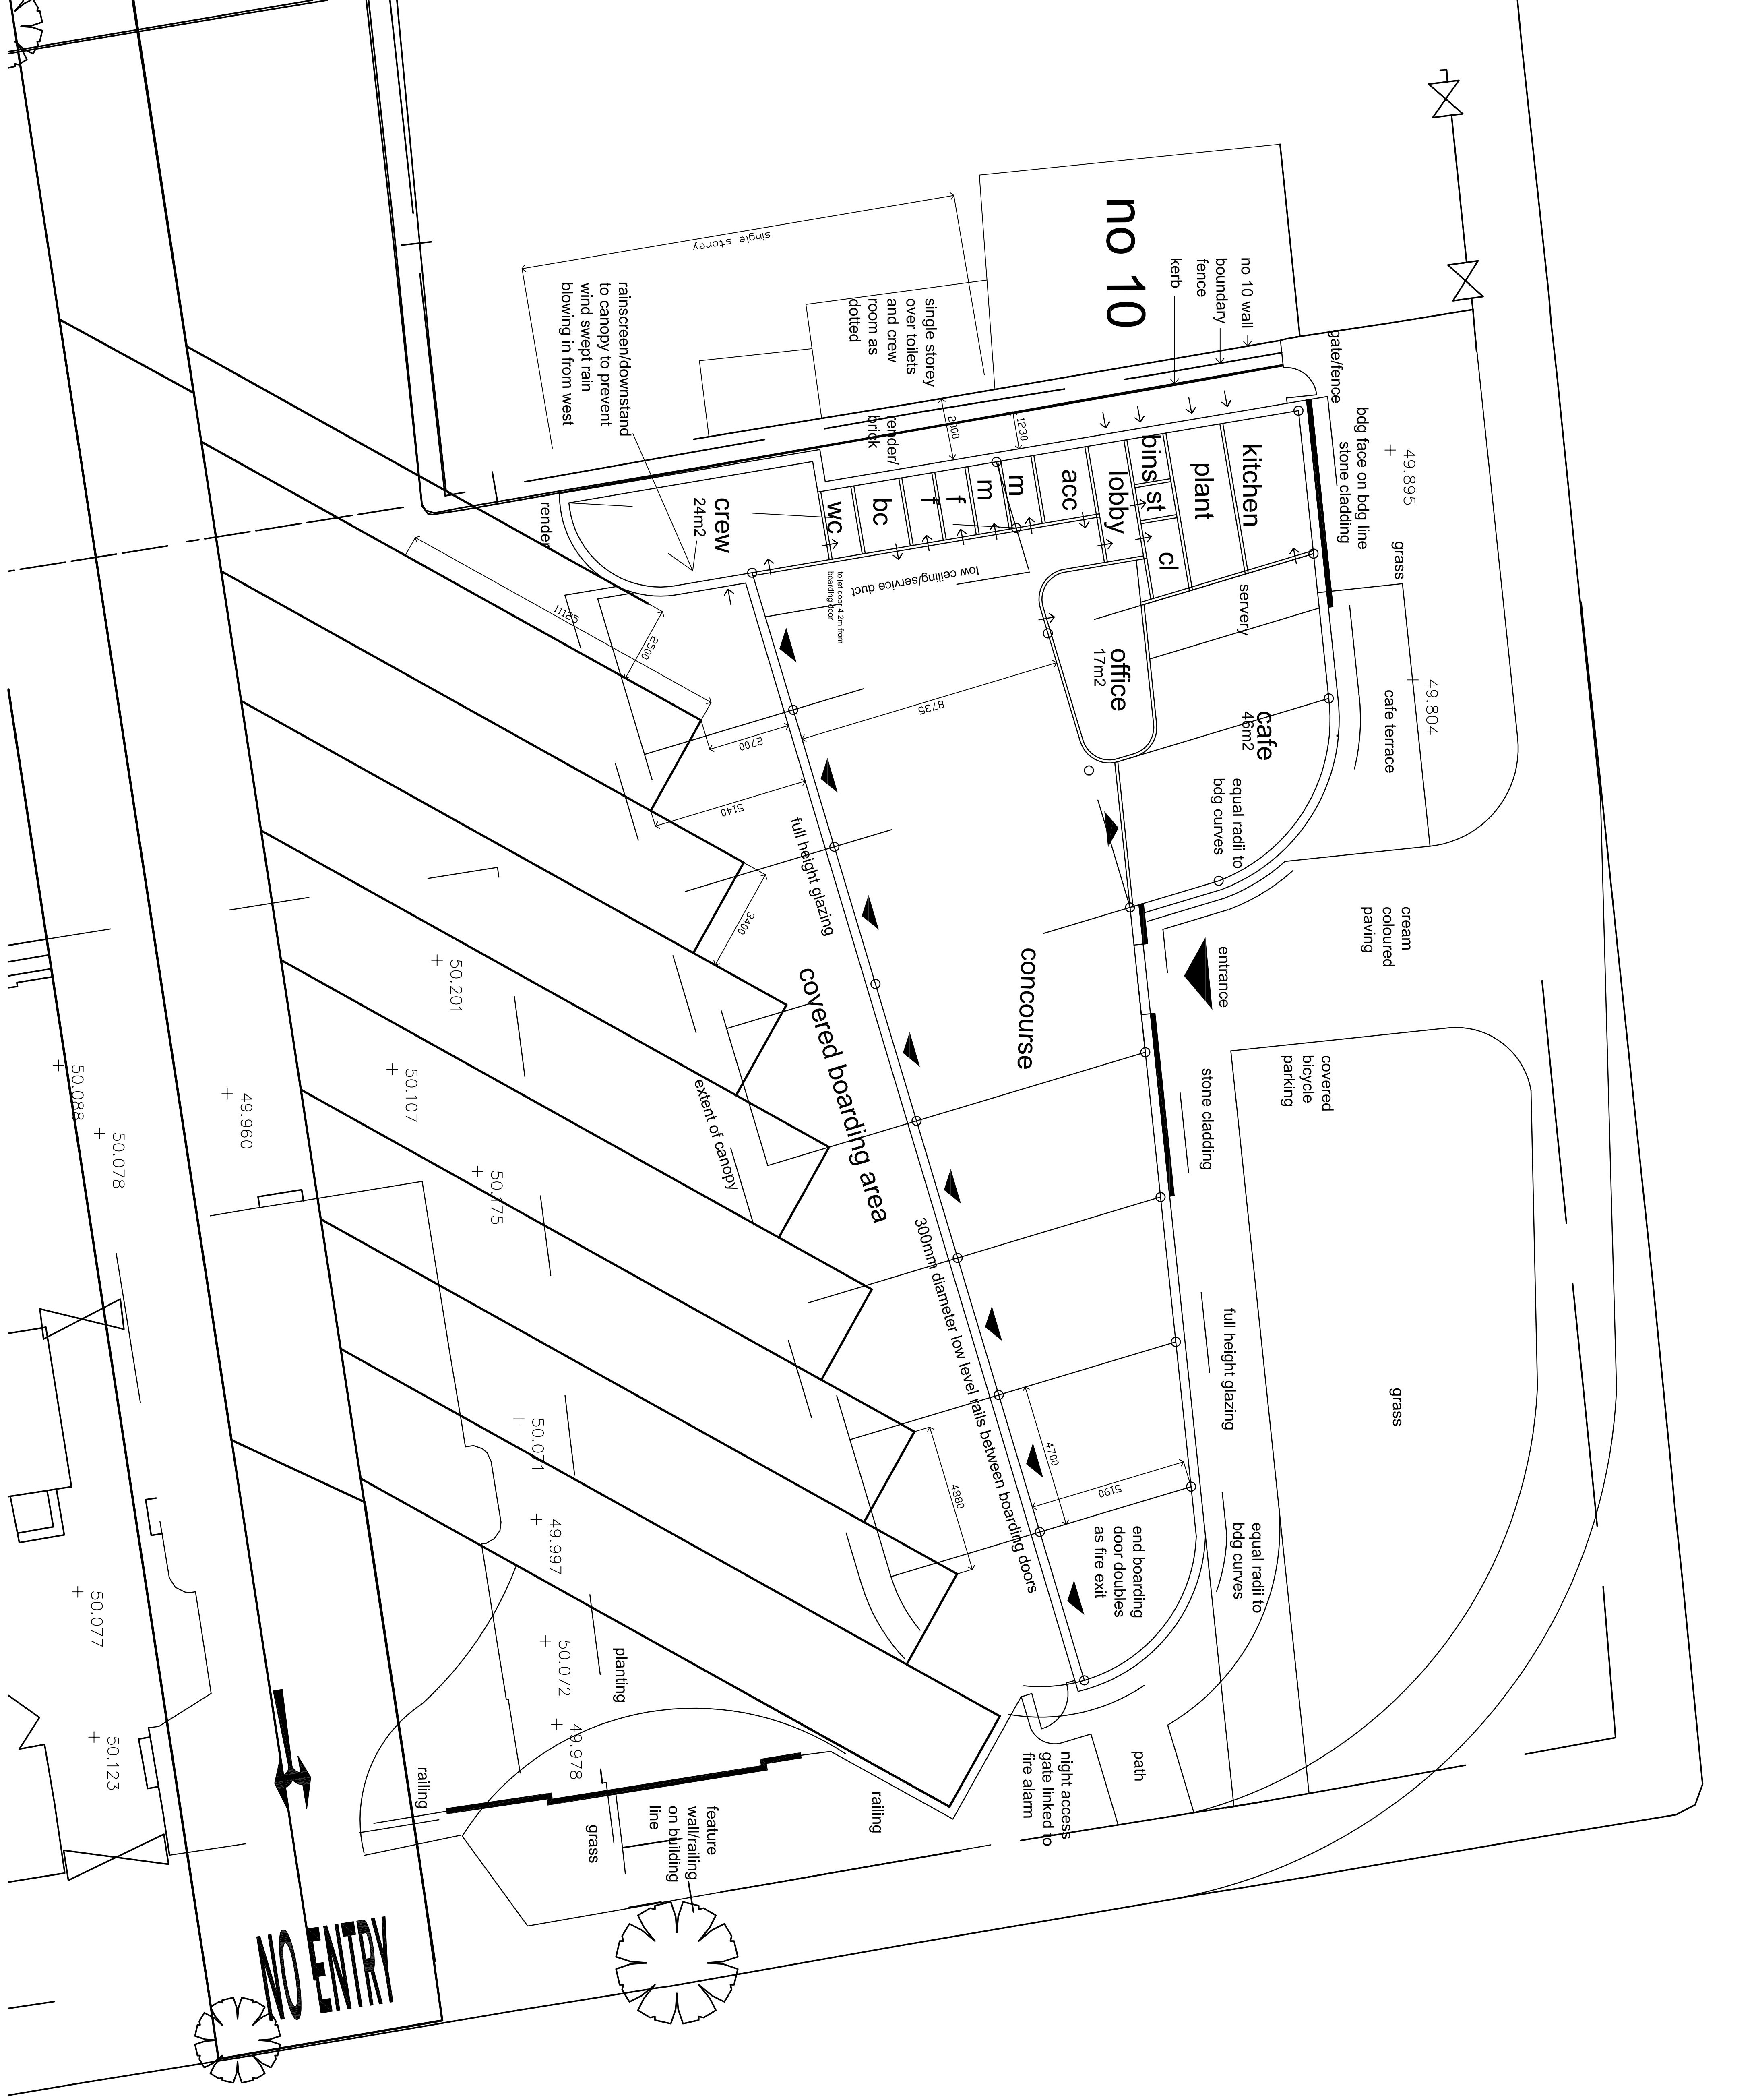 no 10
single storey
rainscreen/downstand
to canopy to prevent
wind swept rain
blowing in from west
single storey
over toilets
and crew
room as
dotted
no 10 wall
boundary
fence
kerb
gate/fence
bdg face on bdg line
stone cladding
grass
49.895
49.804
cafe terrace
render/
brick
2000
1230
render
crew
24m2
wc
bc
f
f
m
m
acc
lobby
bins
st
cl
plant
kitchen
servery
low ceiling/service duct
toilet door 4.2m from
boarding door
office
17m2
cafe
46m2
equal radii to
bdg curves
11125
2500
2700
8735
5140
3400
full height glazing
covered boarding area
concourse
entrance
cream
coloured
paving
covered
bicycle
parking
stone cladding
grass
extent of canopy
300mm diameter low level rails between boarding doors
full height glazing
4700
5190
4880
equal radii to
bdg curves
end boarding
door doubles
as fire exit
50.201
50.107
50.175
49.960
50.088
50.078
50.071
49.997
50.072
49.978
50.077
50.123
planting
railing
railing
grass
feature
wall/railing
on building
line
night access
gate linked to
fire alarm
path
NO ENTRY